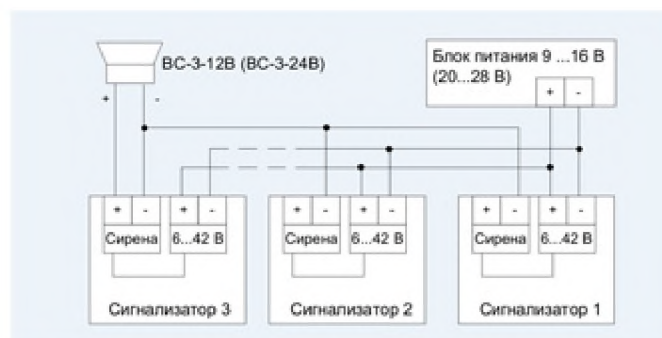 ВС-3-12В (ВС-3-24В)
Блок питания 9 ...16 В
(20...28 В)
+ -
+ -
+ - + -
Сирена 6...42 В
Сигнализатор 3
+ - + -
Сирена 6...42 В
Сигнализатор 2
+ - + -
Сирена 6...42 В
Сигнализатор 1